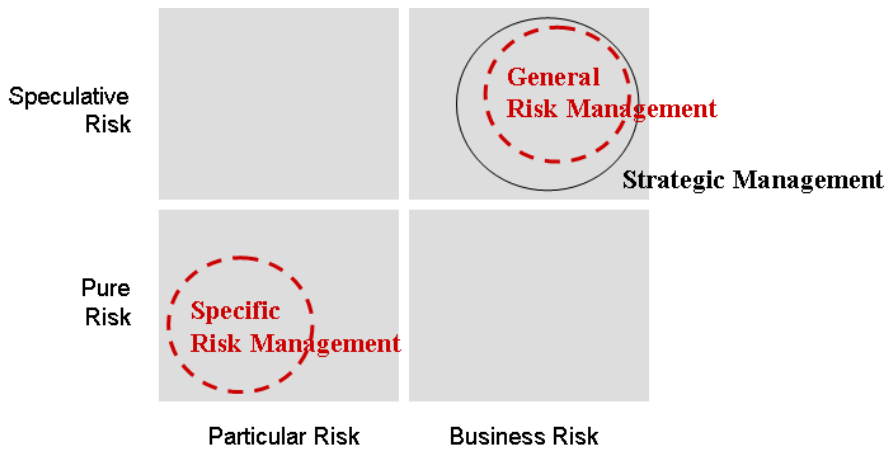 Speculative
Risk
General
Risk Management
Strategic Management
Pure
Risk
Specific
Risk Management
Particular Risk
Business Risk